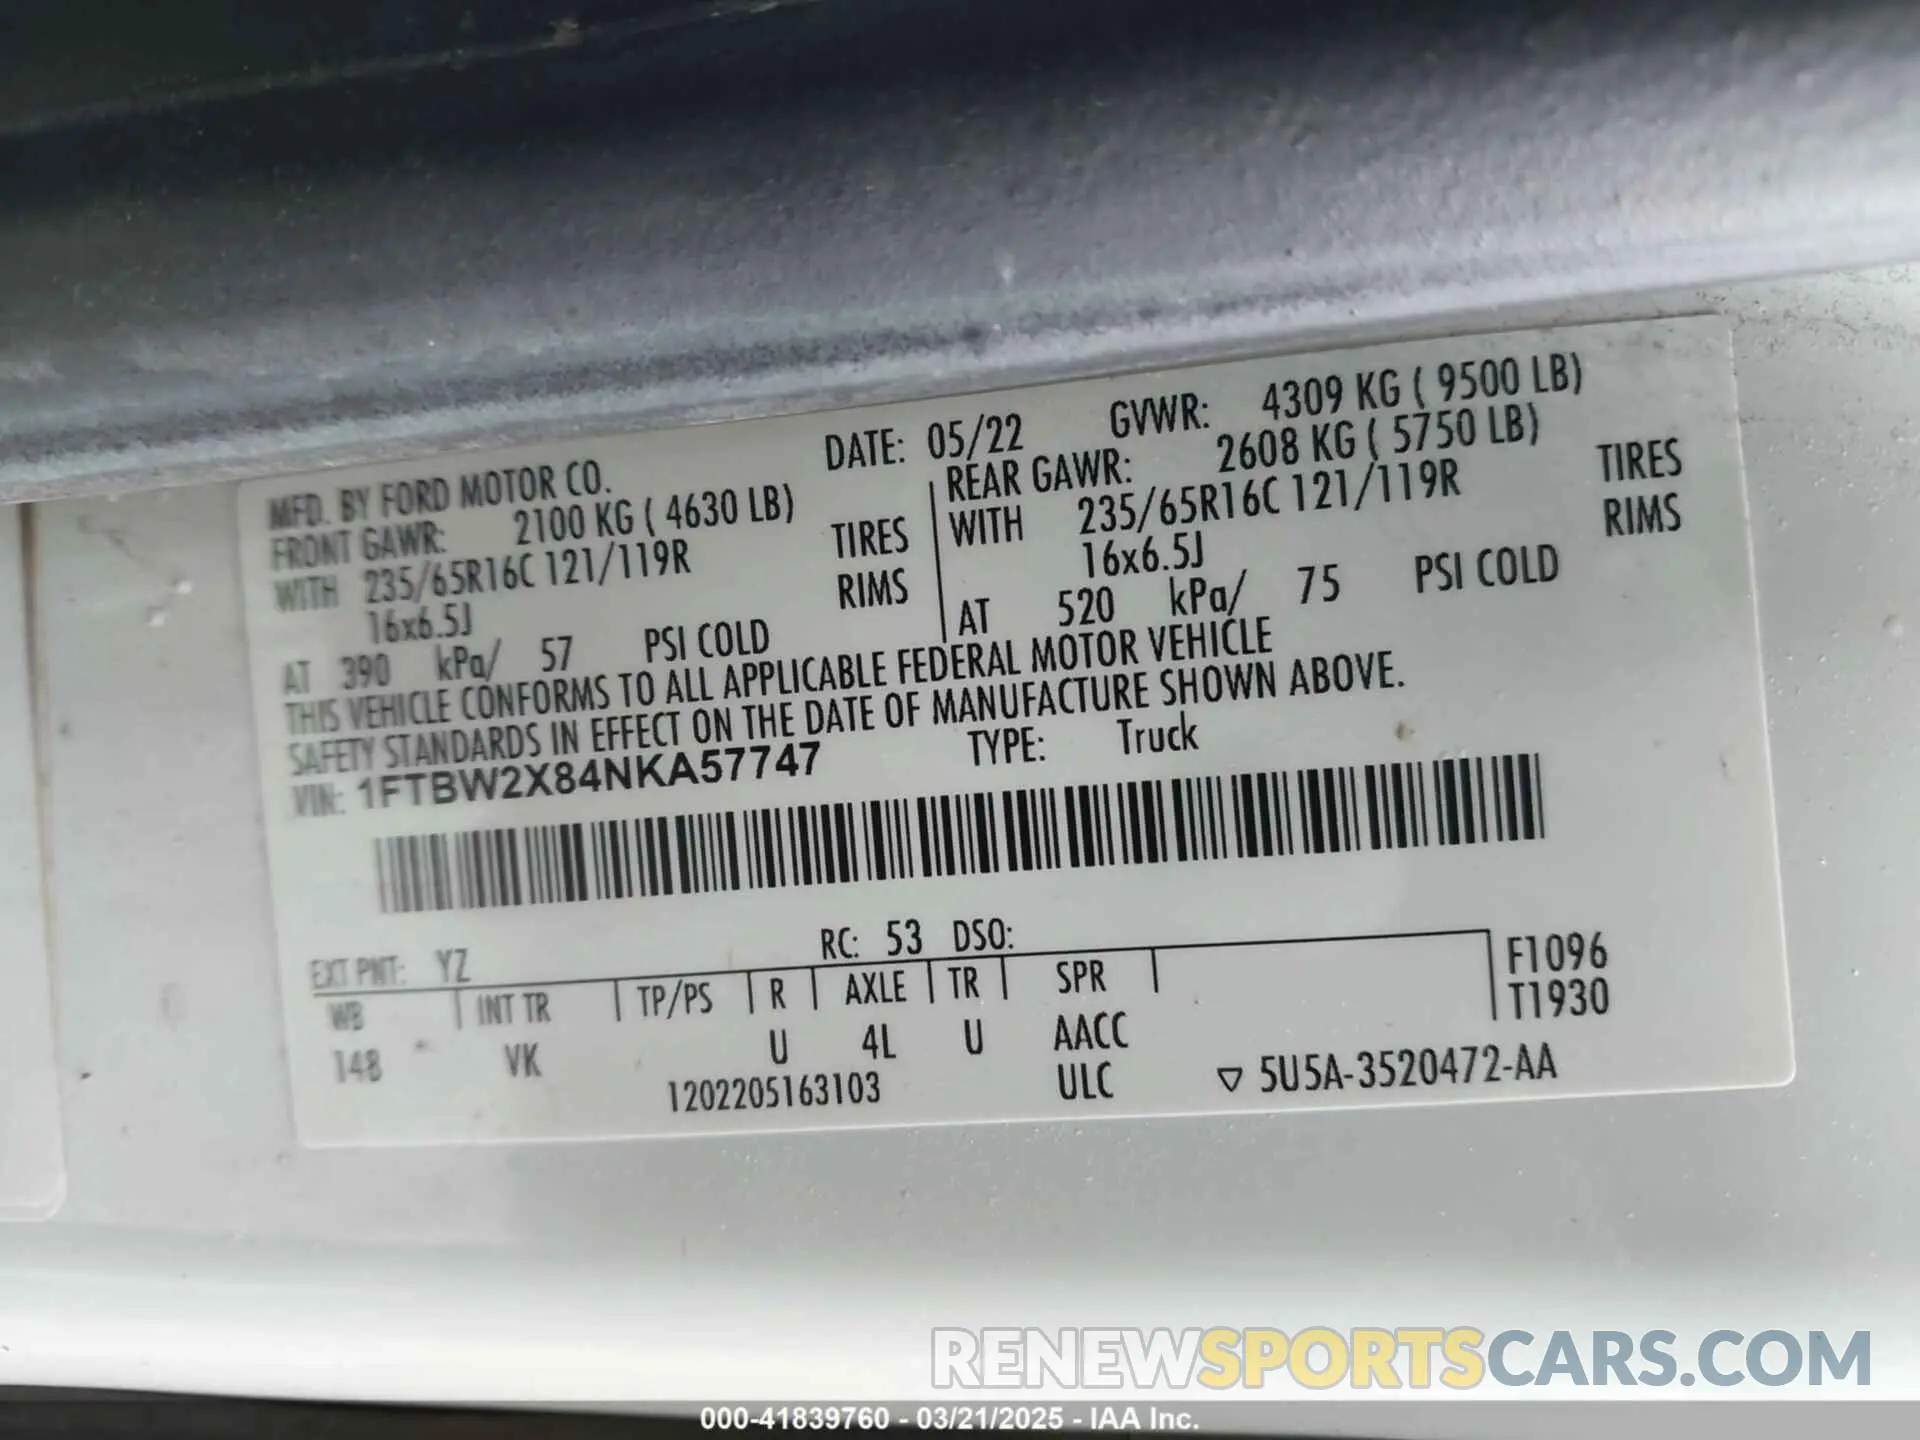 MFD. BY FORD MOTOR CO. DATE: 05/22 GVWR: 4309 KG ( 9500 LB)
FRONT GAWR: 2100 KG ( 4630 LB) REAR GAWR: 2608 KG ( 5750 LB)
WITH 235/65R16C 121/119R TIRES WITH 235/65R16C 121/119R TIRES
16x6.5J RIMS 16x6.5J RIMS
AT 390 kPa/ 57 PSI COLD AT 520 kPa/ 75 PSI COLD
THIS VEHICLE CONFORMS TO ALL APPLICABLE FEDERAL MOTOR VEHICLE
SAFETY STANDARDS IN EFFECT ON THE DATE OF MANUFACTURE SHOWN ABOVE.
VIN: 1FTBW2X84NKA57747 TYPE: Truck
EXT PNT: YZ RC: 53 DSO:
WB INT TR TP/PS R AXLE TR SPR F1096
T1930
148 VK U 4L U AACC
1202205163103 ULC ▽ 5U5A-3520472-AA
RENEWSPORTSCARS.COM
000-41839760 - 03/21/2025 - IAA Inc.